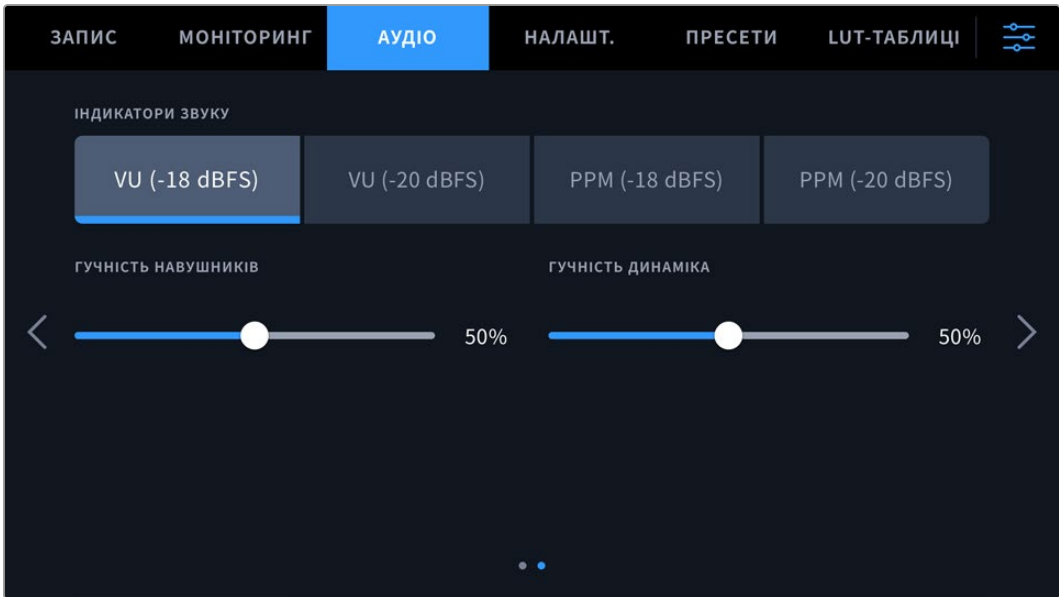 ЗАПИС МОНІТОРИНГ АУДІО НАЛАШТ. ПРЕСЕТИ LUT-ТАБЛИЦІ
ІНДИКАТОРИ ЗВУКУ
VU (-18 dBFS) VU (-20 dBFS) PPM (-18 dBFS) PPM (-20 dBFS)
ГУЧНІСТЬ НАВУШНИКІВ ГУЧНІСТЬ ДИНАМІКА
50% 50%